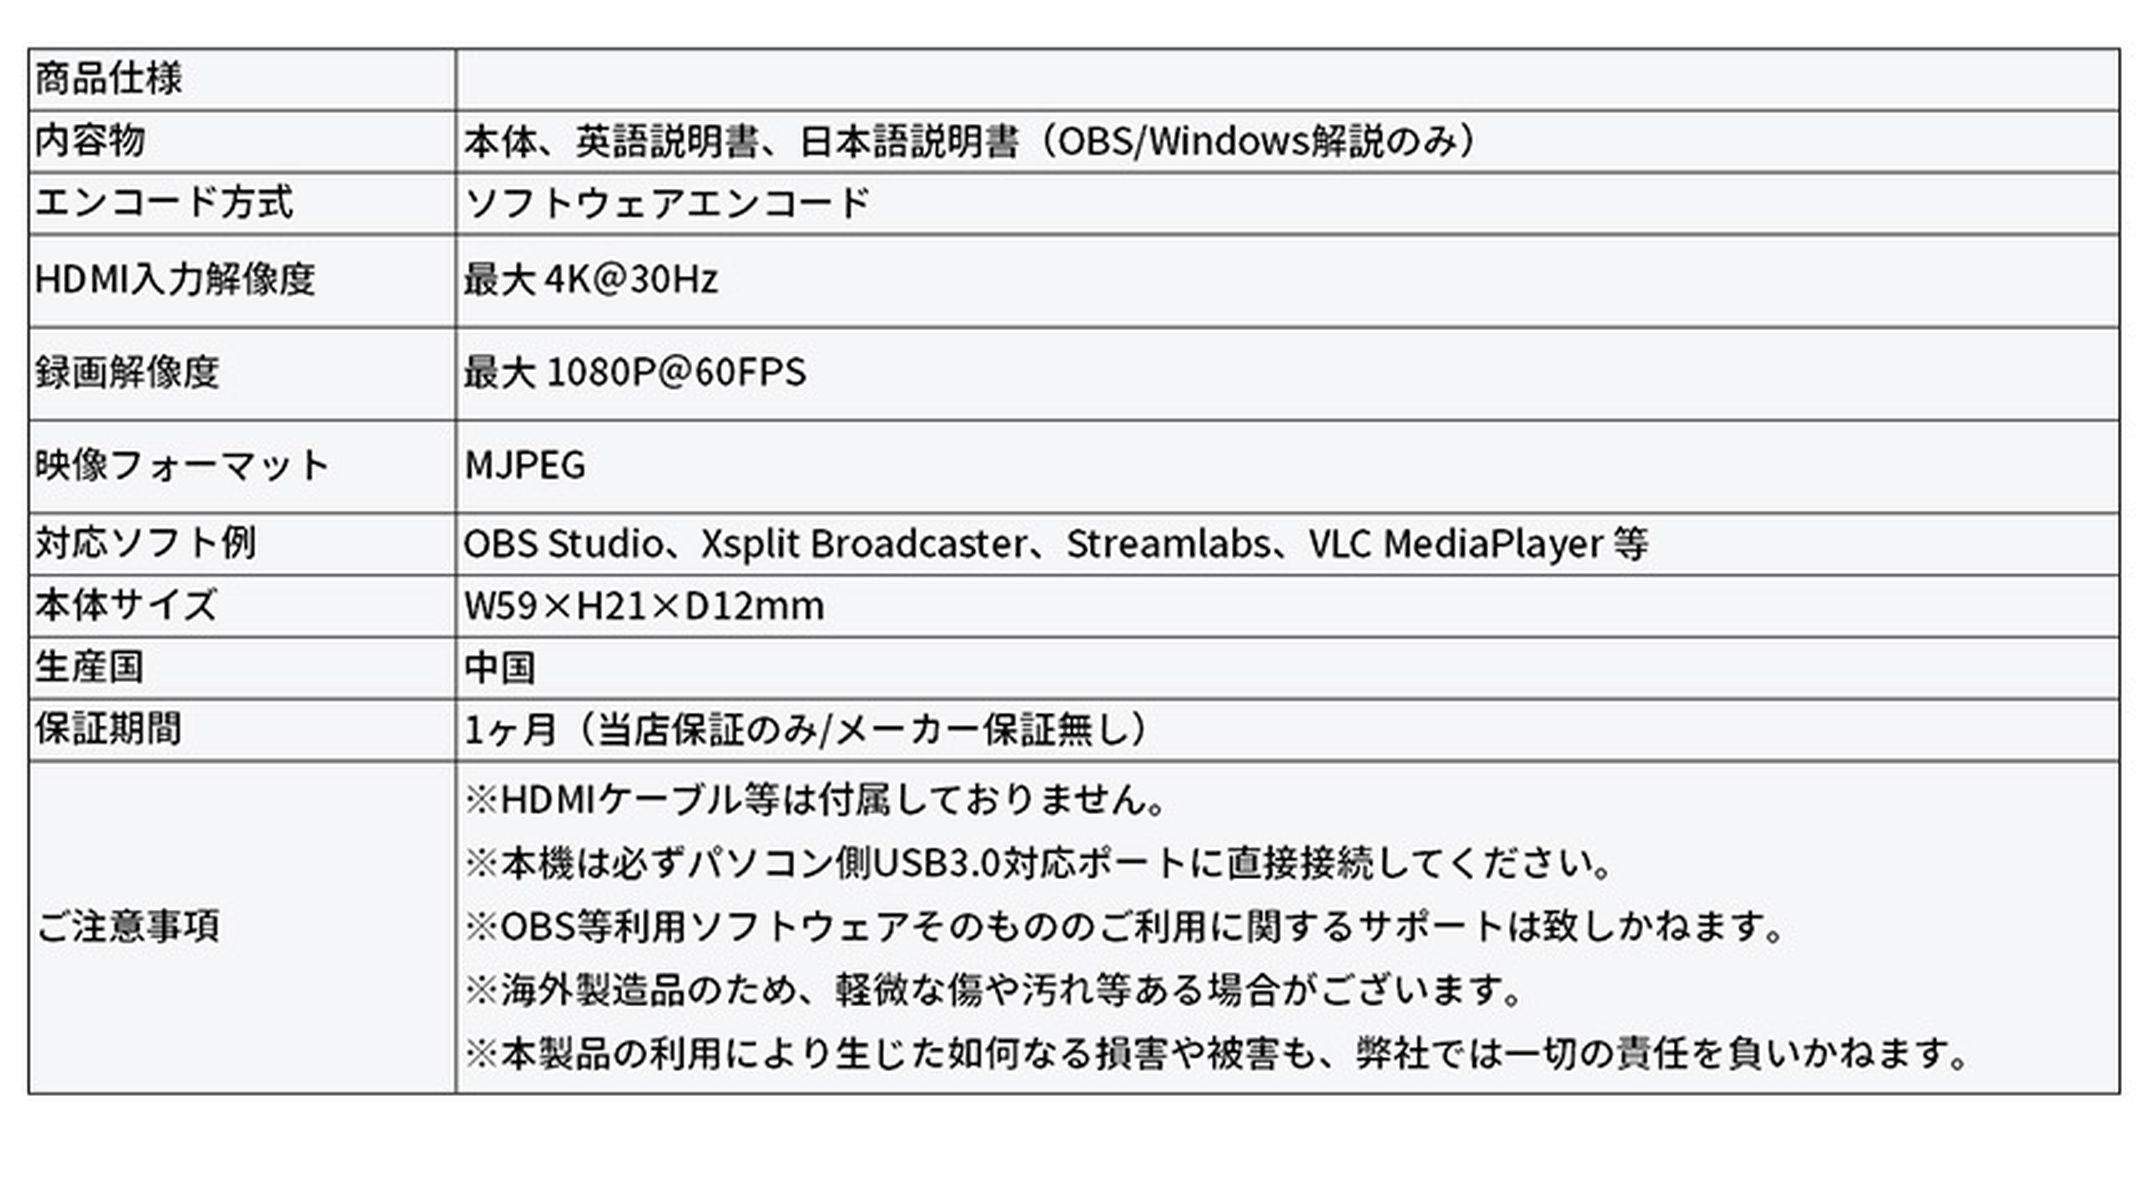 商品仕様
内容物 本体、英語説明書、日本語説明書（OBS/Windows解説のみ）
エンコード方式 ソフトウェアエンコード
HDMI入力解像度 最大 4K@30Hz
録画解像度 最大 1080P@60FPS
映像フォーマット MJPEG
対応ソフト例 OBS Studio、Xsplit Broadcaster、Streamlabs、VLC MediaPlayer 等
本体サイズ W59×H21×D12mm
生産国 中国
保証期間 1ヶ月（当店保証のみ/メーカー保証無し）
ご注意事項
※HDMIケーブル等は付属しておりません。
※本機は必ずパソコン側USB3.0対応ポートに直接接続してください。
※OBS等利用ソフトウェアそのもののご利用に関するサポートは致しかねます。
※海外製造品のため、軽微な傷や汚れ等ある場合がございます。
※本製品の利用により生じた如何なる損害や被害も、弊社では一切の責任を負いかねます。